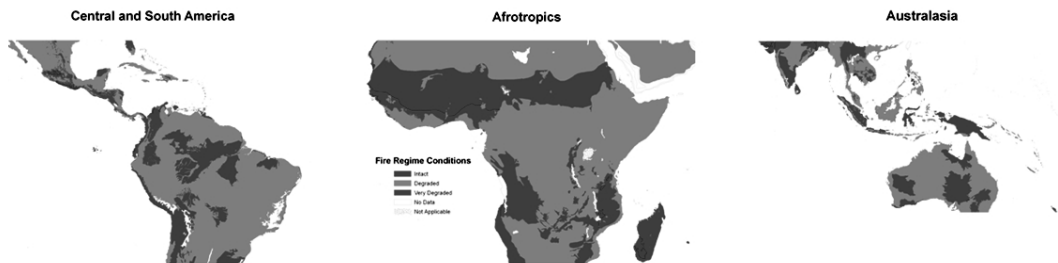 Central and South America
Afrotropics
Australasia
Fire Regime Conditions
Intact
Degraded
Very Degraded
No Data
Not Applicable